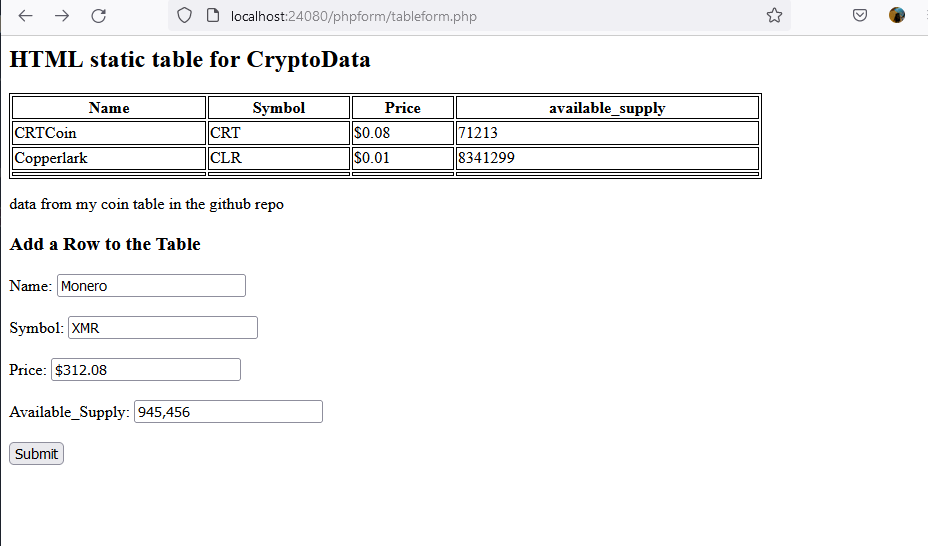 localhost:24080/phpform/tableform.php
HTML static table for CryptoData
Name Symbol Price available_supply
CRTCoin CRT $0.08 71213
Copperlark CLR $0.01 8341299
data from my coin table in the github repo
Add a Row to the Table
Name: Monero
Symbol: XMR
Price: $312.08
Available_Supply: 945,456
Submit